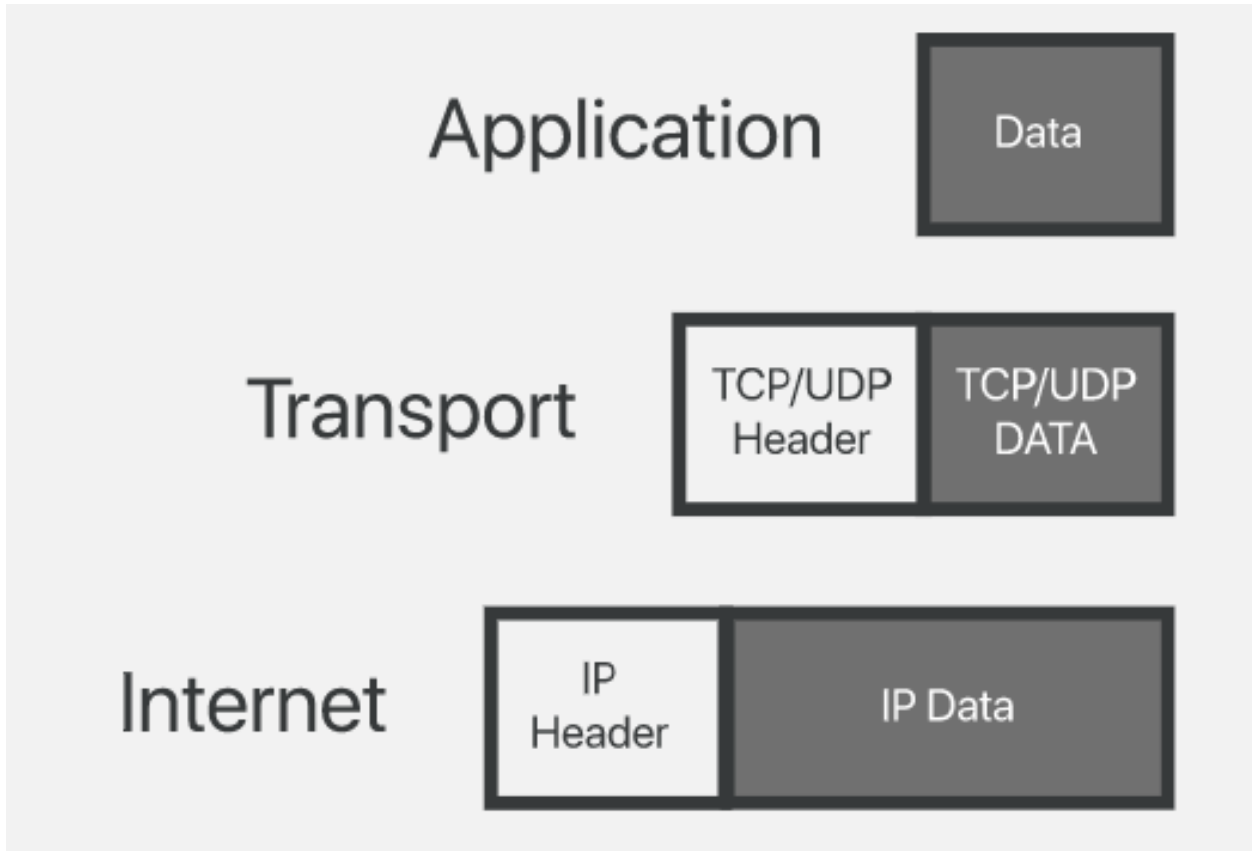 Application
Data
Transport
TCP/UDP
Header
TCP/UDP
DATA
Internet
IP
Header
IP Data